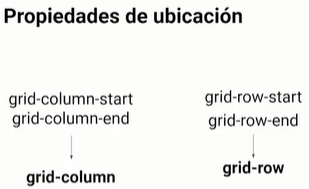 Propiedades de ubicación
grid-column-start
grid-column-end
grid-column
grid-row-start
grid-row-end
grid-row